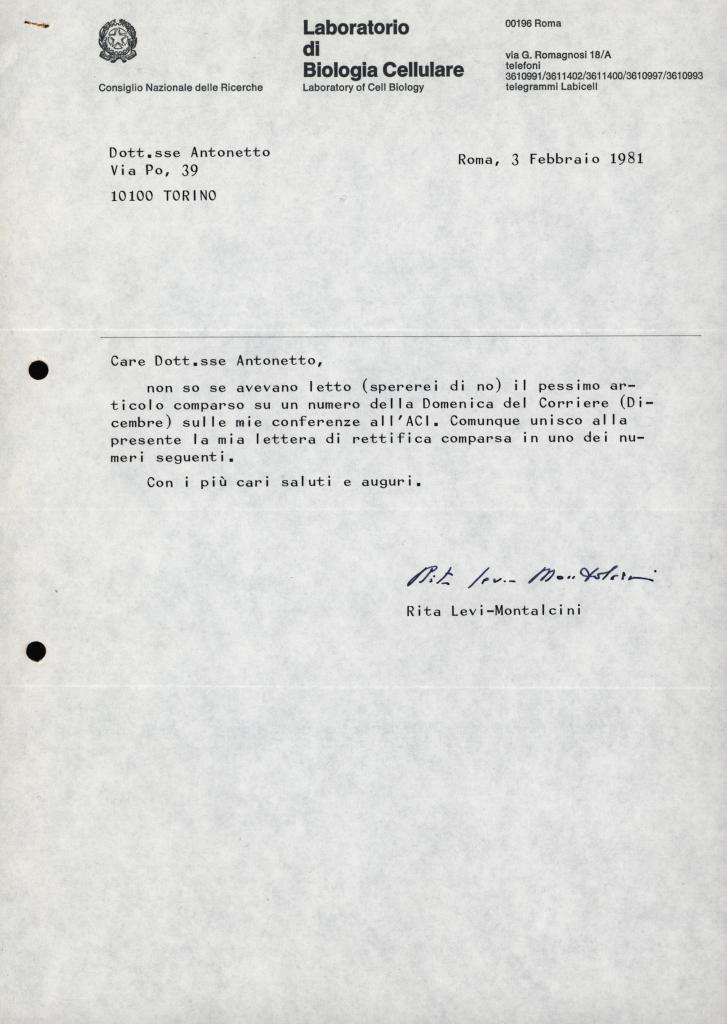 Consiglio Nazionale delle Ricerche
Laboratorio
di
Biologia Cellulare
Laboratory of Cell Biology
00196 Roma
via G. Romagnosi 18/A
telefoni
3610991/3611402/3611400/3610997/3610993
telegrammi Labicell
Dott.sse Antonetto
Via Po, 39
10100 TORINO
Roma, 3 Febbraio 1981
Care Dott.sse Antonetto,
non so se avevano letto (spererei di no) il pessimo ar-
ticolo comparso su un numero della Domenica del Corriere (Di-
cembre) sulle mie conferenze all'ACI. Comunque unisco alla
presente la mia lettera di rettifica comparsa in uno dei nu-
meri seguenti.
Con i più cari saluti e auguri.
Rita Levi-Montalcini
Rita Levi-Montalcini